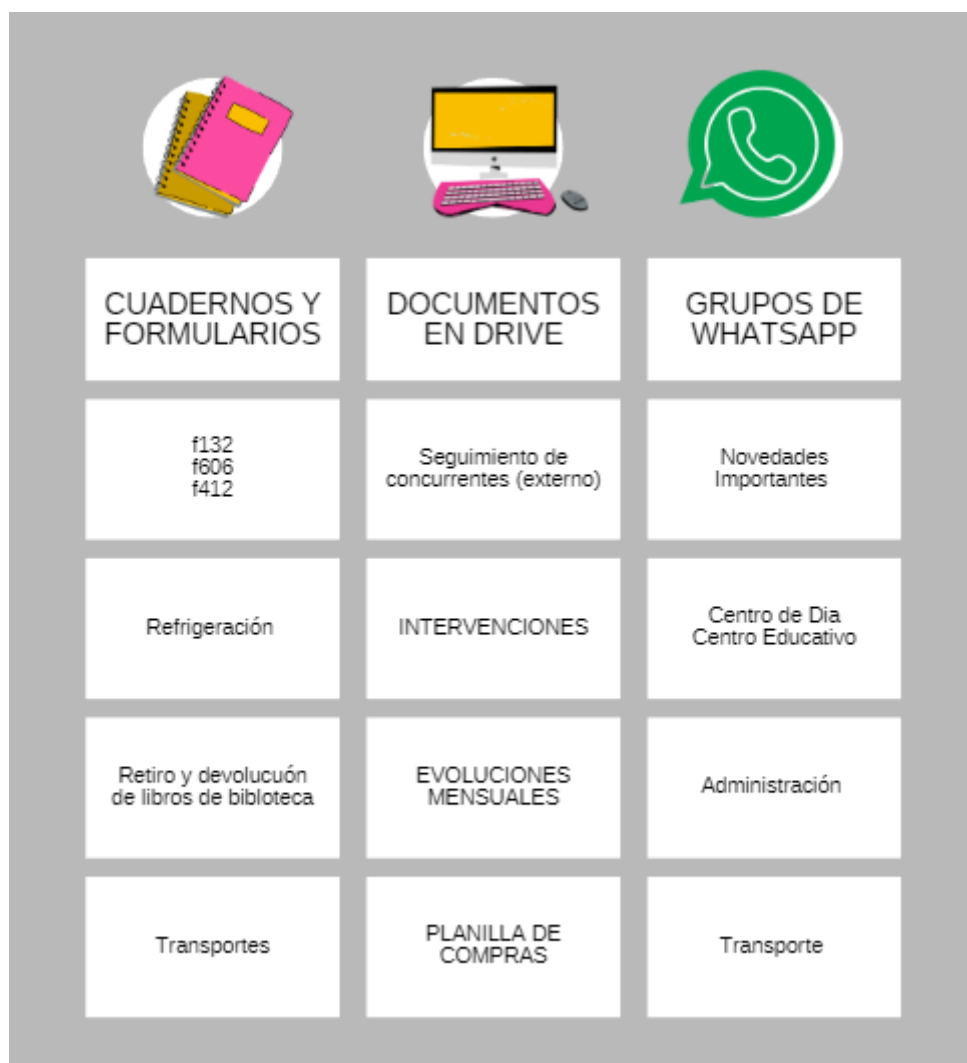 CUADERNOS Y
FORMULARIOS
DOCUMENTOS
EN DRIVE
GRUPOS DE
WHATSAPP
f132
f606
f412
Seguimiento de
concurrentes (externo)
Novedades
Importantes
Refrigeración
INTERVENCIONES
Centro de Dia
Centro Educativo
Retiro y devolucuón
de libros de bibloteca
EVOLUCIONES
MENSUALES
Administración
Transportes
PLANILLA DE
COMPRAS
Transporte